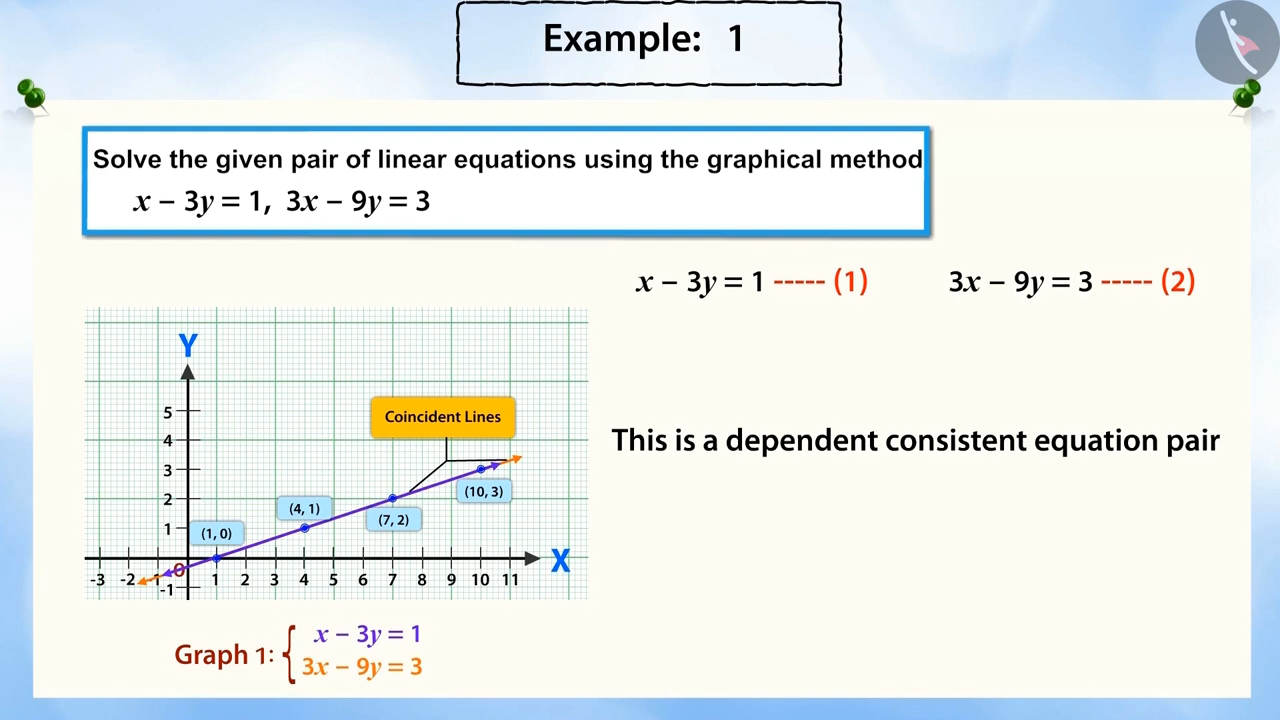 Example: 1
Solve the given pair of linear equations using the graphical method
x − 3y = 1, 3x − 9y = 3
x − 3y = 1 ----- (1)
3x − 9y = 3 ----- (2)
Y
5
4
3
2
1
-1
Coincident Lines
(1, 0)
(4, 1)
(7, 2)
(10, 3)
X
O
-3 -2 -1 1 2 3 4 5 6 7 8 9 10 11
This is a dependent consistent equation pair
Graph 1: { x − 3y = 1
3x − 9y = 3